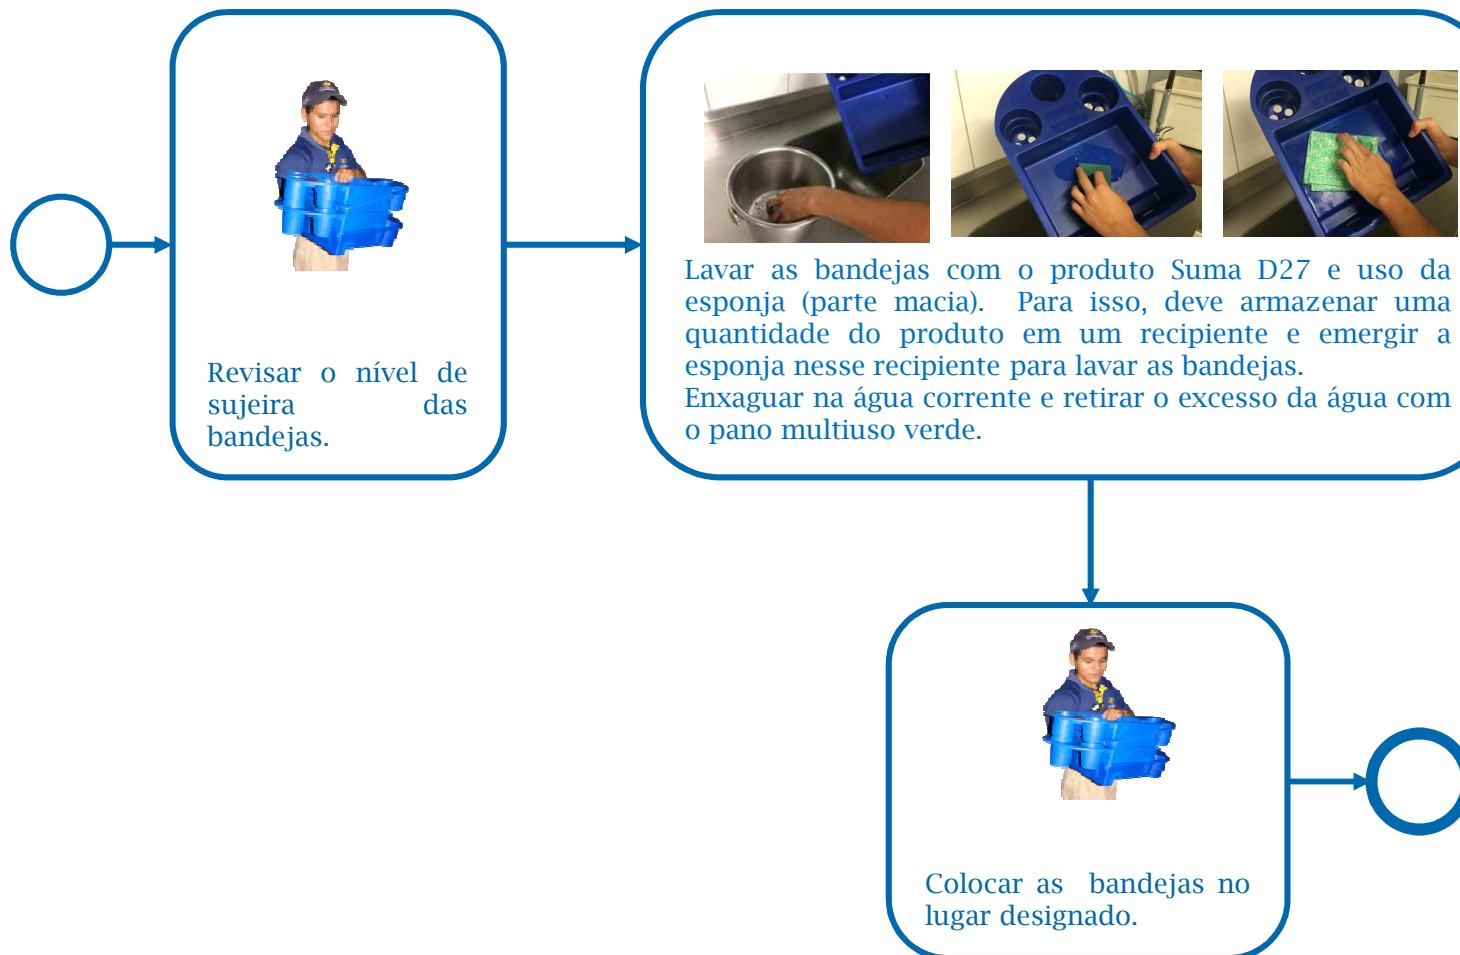 Revisar o nível de
sujeira das
bandejas.
Lavar as bandejas com o produto Suma D27 e uso da
esponja (parte macia). Para isso, deve armazenar uma
quantidade do produto em um recipiente e emergir a
esponja nesse recipiente para lavar as bandejas.
Enxaguar na água corrente e retirar o excesso da água com
o pano multiuso verde.
Colocar as bandejas no
lugar designado.